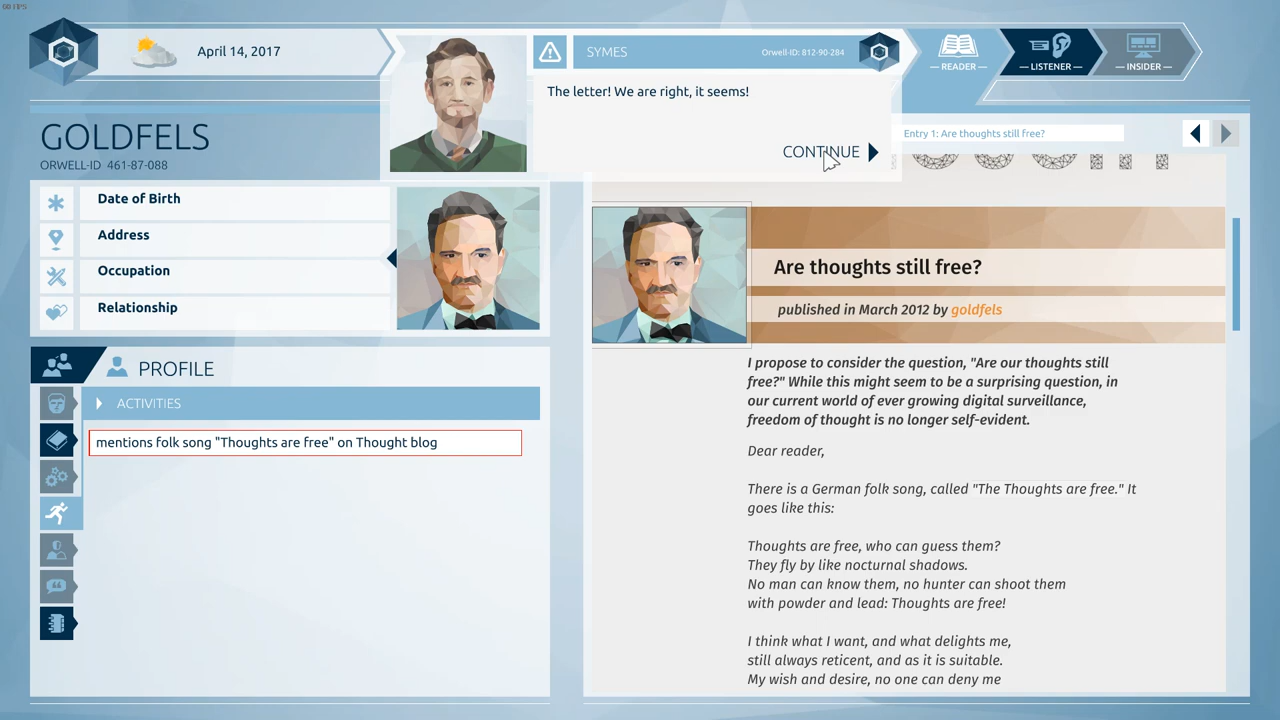 60 FPS
April 14, 2017
SYMES
Orwell-ID: 812-90-284
The letter! We are right, it seems!
CONTINUE
— READER —
— LISTENER —
— INSIDER —
GOLDFELS
ORWELL-ID 461-87-088
Date of Birth
Address
Occupation
Relationship
PROFILE
ACTIVITIES
mentions folk song "Thoughts are free" on Thought blog
Entry 1: Are thoughts still free?
Are thoughts still free?
published in March 2012 by goldfels
I propose to consider the question, "Are our thoughts still
free?" While this might seem to be a surprising question, in
our current world of ever growing digital surveillance,
freedom of thought is no longer self-evident.
Dear reader,
There is a German folk song, called "The Thoughts are free." It
goes like this:
Thoughts are free, who can guess them?
They fly by like nocturnal shadows.
No man can know them, no hunter can shoot them
with powder and lead: Thoughts are free!
I think what I want, and what delights me,
still always reticent, and as it is suitable.
My wish and desire, no one can deny me